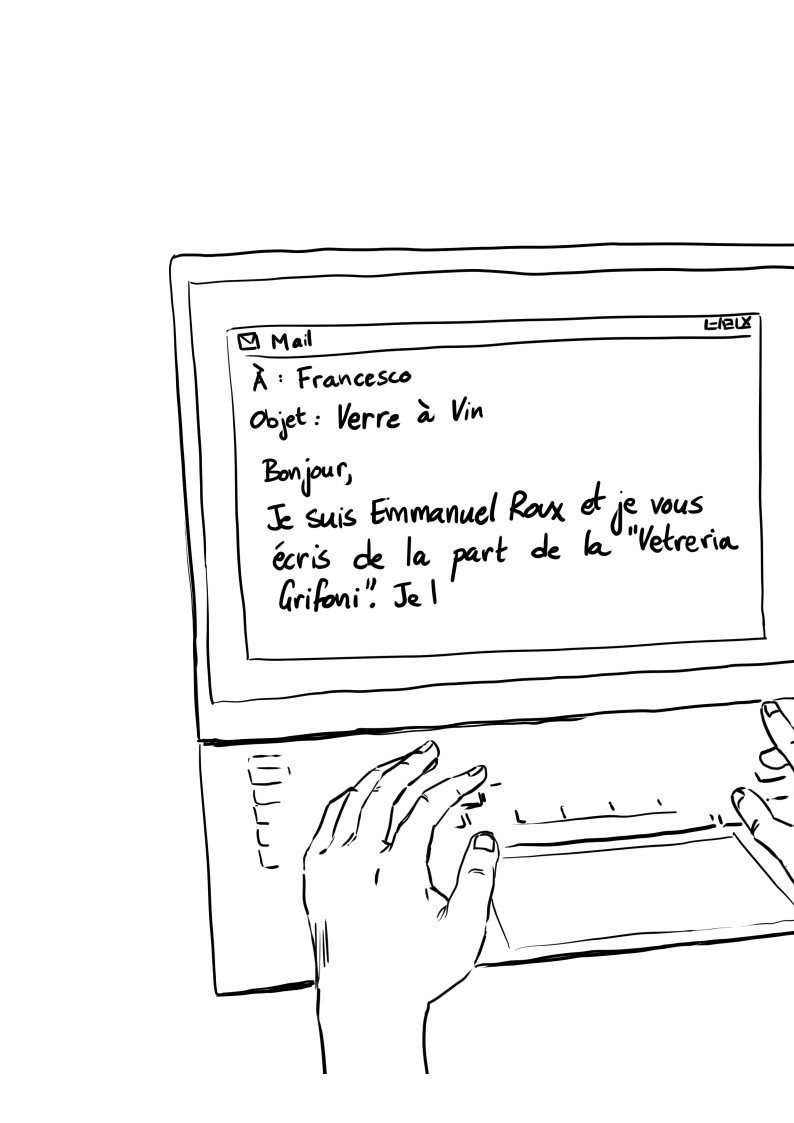 Mail
À : Francesco
Objet : Verre à Vin
Bonjour,
Je suis Emmanuel Roux et je vous
écris de la part de la "Vetreria
Grifoni". Je l